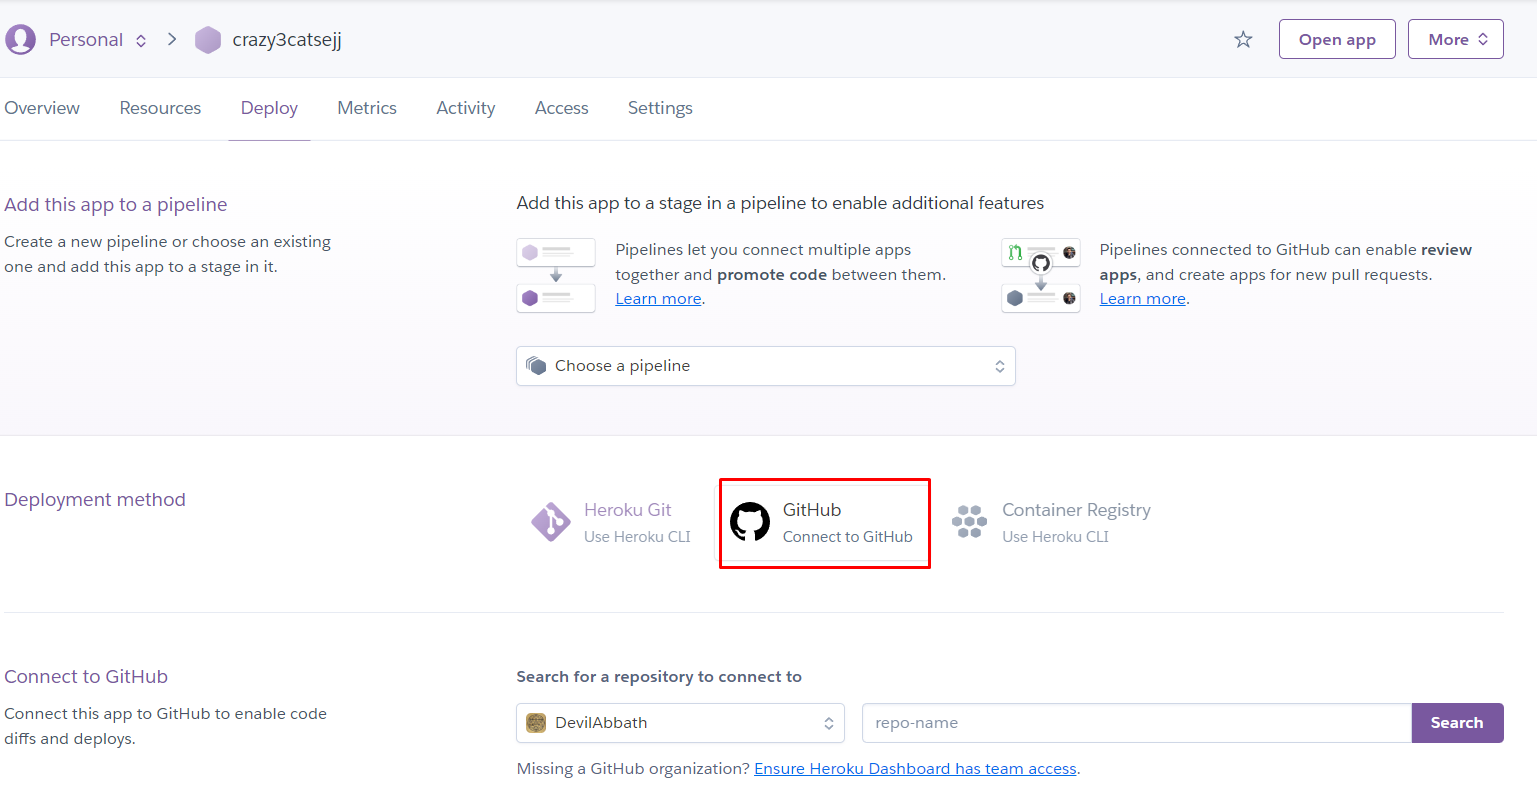 Personal crazy3catsejj Open app More
Overview Resources Deploy Metrics Activity Access Settings
Add this app to a pipeline
Create a new pipeline or choose an existing
one and add this app to a stage in it.
Add this app to a stage in a pipeline to enable additional features
Pipelines let you connect multiple apps
together and promote code between them.
Learn more.
Pipelines connected to GitHub can enable review
apps, and create apps for new pull requests.
Learn more.
Choose a pipeline
Deployment method
Heroku Git
Use Heroku CLI
GitHub
Connect to GitHub
Container Registry
Use Heroku CLI
Connect to GitHub
Connect this app to GitHub to enable code
diffs and deploys.
Search for a repository to connect to
DevilAbbath repo-name Search
Missing a GitHub organization? Ensure Heroku Dashboard has team access.